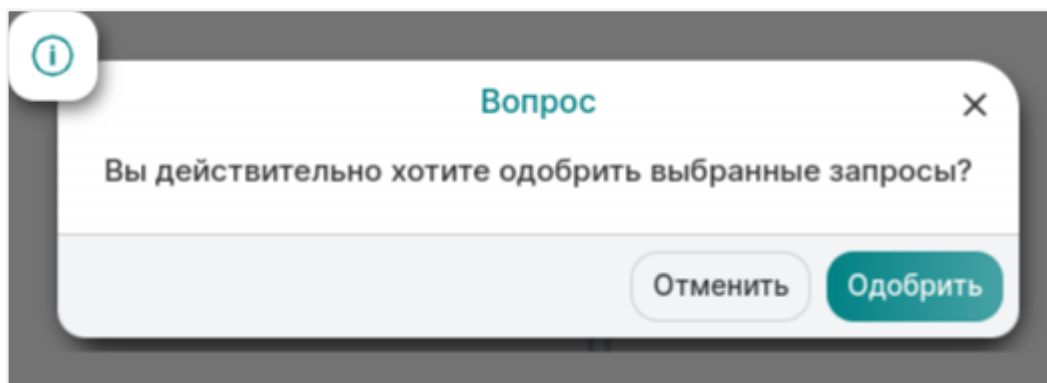 Вопрос
Вы действительно хотите одобрить выбранные запросы?
Отменить
Одобрить